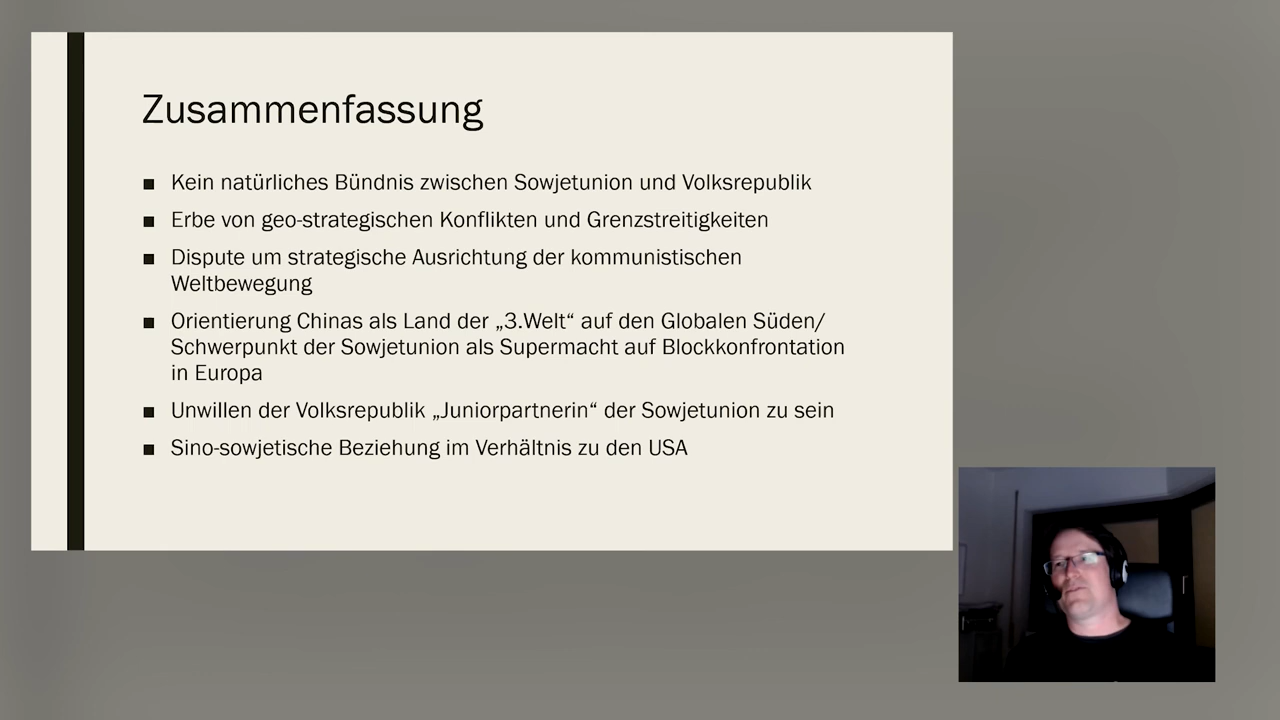 Zusammenfassung
■ Kein natürliches Bündnis zwischen Sowjetunion und Volksrepublik
■ Erbe von geo-strategischen Konflikten und Grenzstreitigkeiten
■ Dispute um strategische Ausrichtung der kommunistischen
Weltbewegung
■ Orientierung Chinas als Land der „3.Welt“ auf den Globalen Süden/
Schwerpunkt der Sowjetunion als Supermacht auf Blockkonfrontation
in Europa
■ Unwillen der Volksrepublik „Juniorpartnerin“ der Sowjetunion zu sein
■ Sino-sowjetische Beziehung im Verhältnis zu den USA